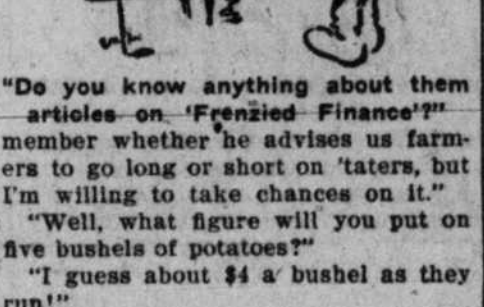 "Do you know anything about them
articles on 'Frenzied Finance'?"
member whether he advises us farm-
ers to go long or short on 'taters, but
I'm willing to take chances on it."
"Well, what figure will you put on
five bushels of potatoes?"
"I guess about $4 a bushel as they
run!"